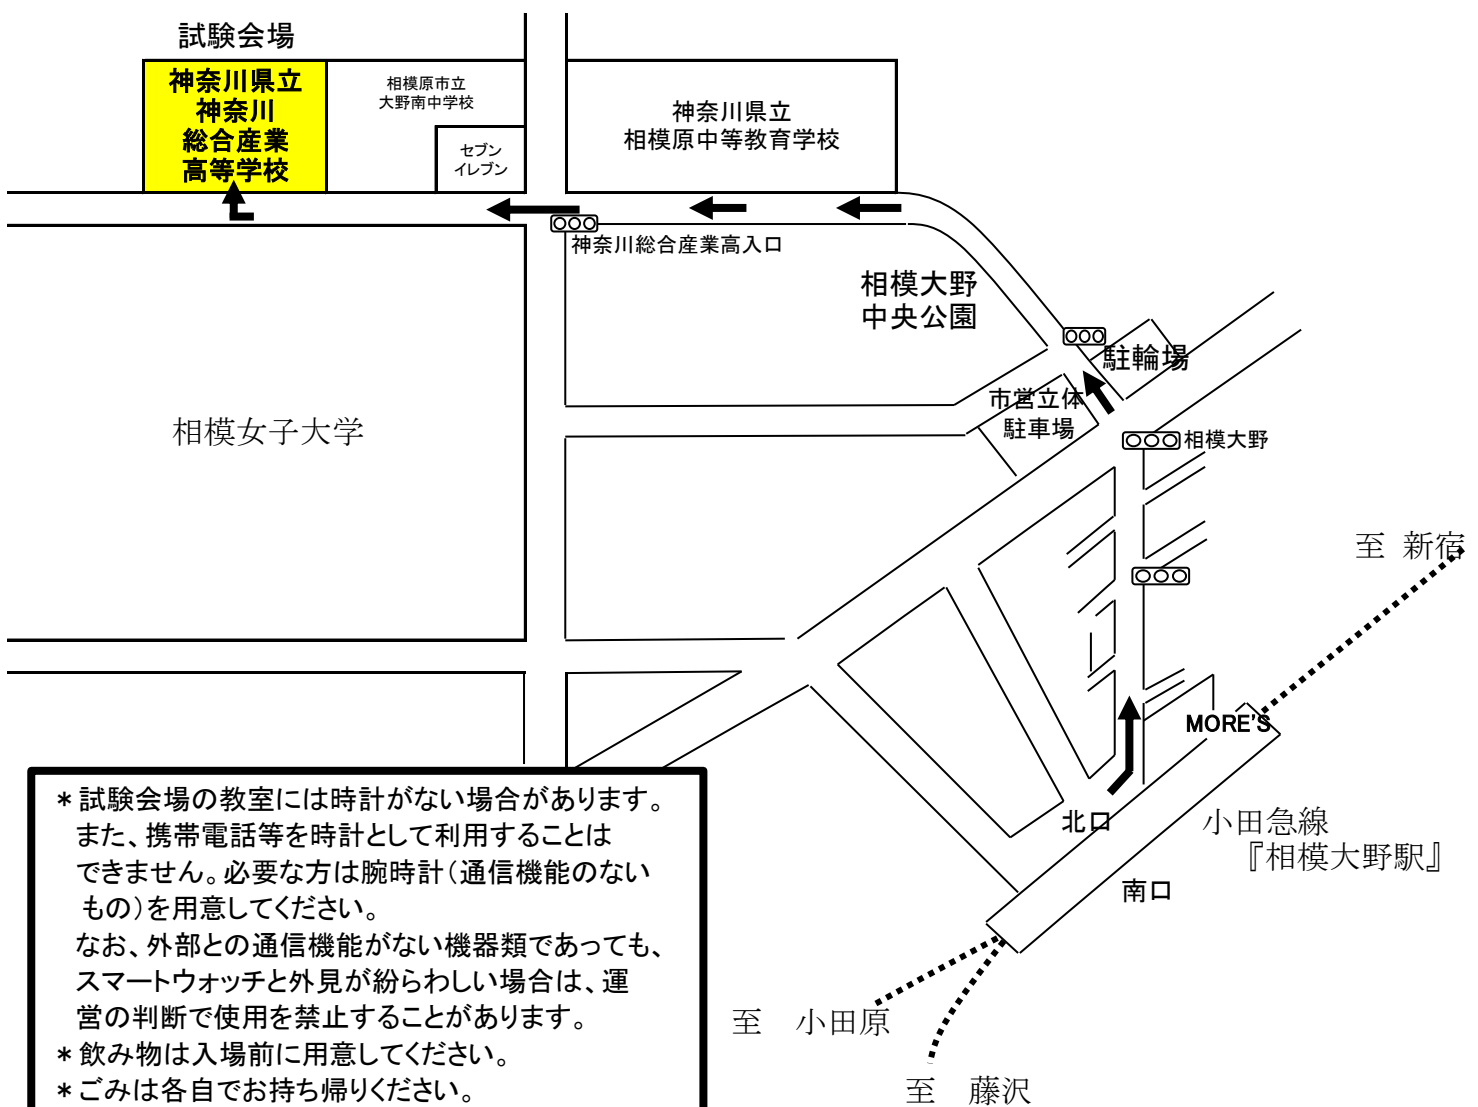 試験会場
神奈川県立
神奈川
総合産業
高等学校
相模原市立
大野南中学校
セブン
イレブン
神奈川県立
相模原中等教育学校
神奈川総合産業高入口
相模大野
中央公園
駐輪場
市営立体
駐車場
相模大野
相模女子大学
至 新宿
MORE'S
北口
小田急線
『相模大野駅』
南口
至 小田原
至 藤沢
*試験会場の教室には時計がない場合があります。
また、携帯電話等を時計として利用することは
できません。必要な方は腕時計(通信機能のない
もの)を用意してください。
なお、外部との通信機能がない機器類であっても、
スマートウォッチと外見が紛らわしい場合は、運
営の判断で使用を禁止することがあります。
*飲み物は入場前に用意してください。
*ごみは各自でお持ち帰りください。